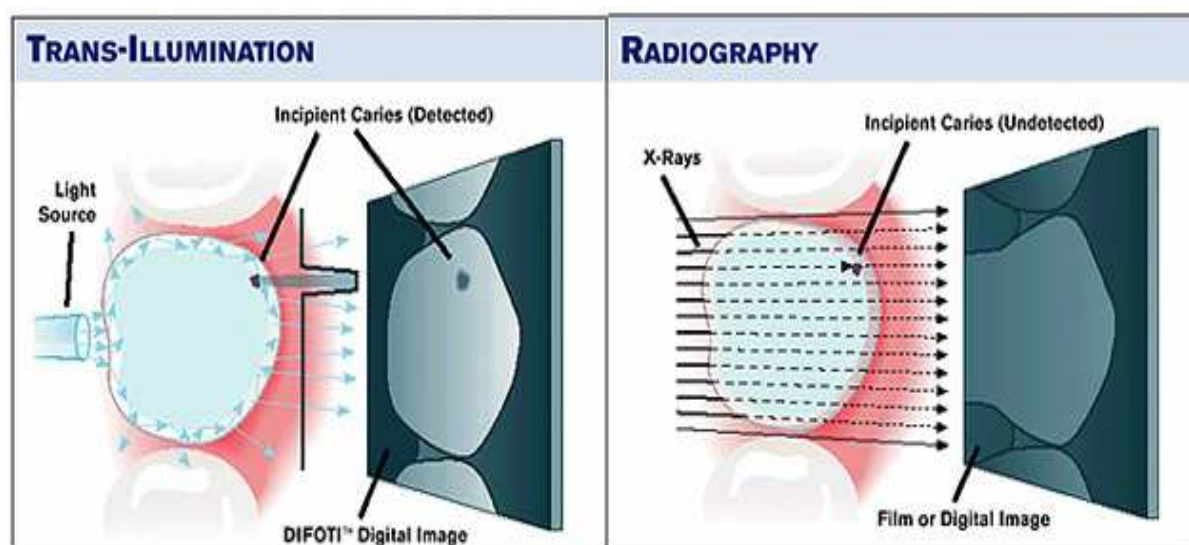 TRANS-ILLUMINATION
Incipient Caries (Detected)
Light
Source
DIFOTI™ Digital Image
RADIOGRAPHY
Incipient Caries (Undetected)
X-Rays
Film or Digital Image